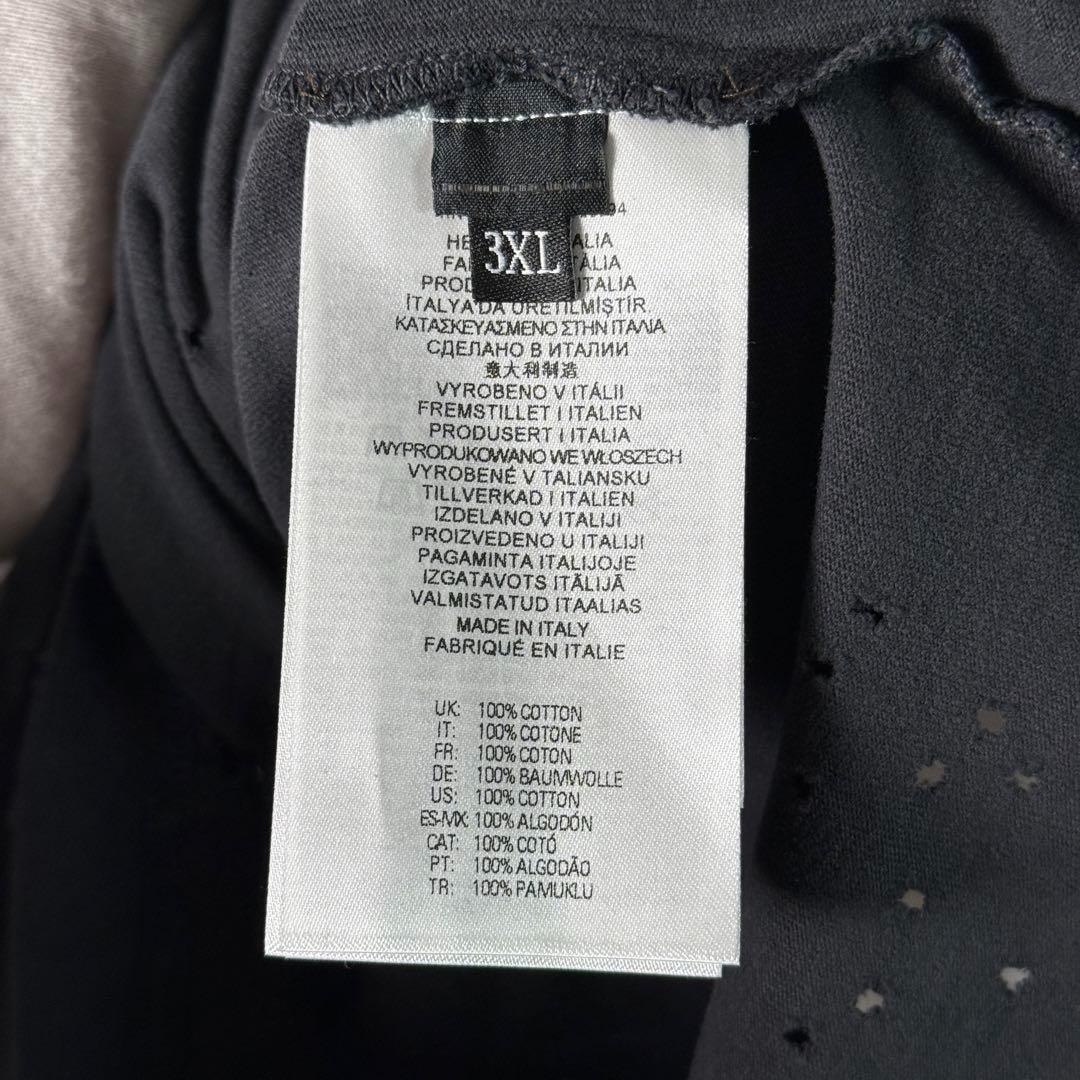 94
3XL
HE ALIA
FA TALIA
PROD ITALIA
İTALYA'DA ÜRETİLMİŞTİR
ΚΑΤΑΣΚΕΥΑΣΜΕΝΟ ΣΤΗΝ ΙΤΑΛΙΑ
СДЕЛАНО В ИТАЛИИ
意大利制造
VYROBENO V ITÁLII
FREMSTILLET I ITALIEN
PRODUSERT I ITALIA
WYPRODUKOWANO WE WŁOSZECH
VYROBENÉ V TALIANSKU
TILLVERKAD I ITALIEN
IZDELANO V ITALIJI
PROIZVEDENO U ITALIJI
PAGAMINTA ITALIJOJE
IZGATAVOTS ITĀLIJĀ
VALMISTATUD ITAALIAS
MADE IN ITALY
FABRIQUÉ EN ITALIE
UK: 100% COTTON
IT: 100% COTONE
FR: 100% COTON
DE: 100% BAUMWOLLE
US: 100% COTTON
ES-MX: 100% ALGODÓN
CAT: 100% COTÓ
PT: 100% ALGODÃO
TR: 100% PAMUKLU